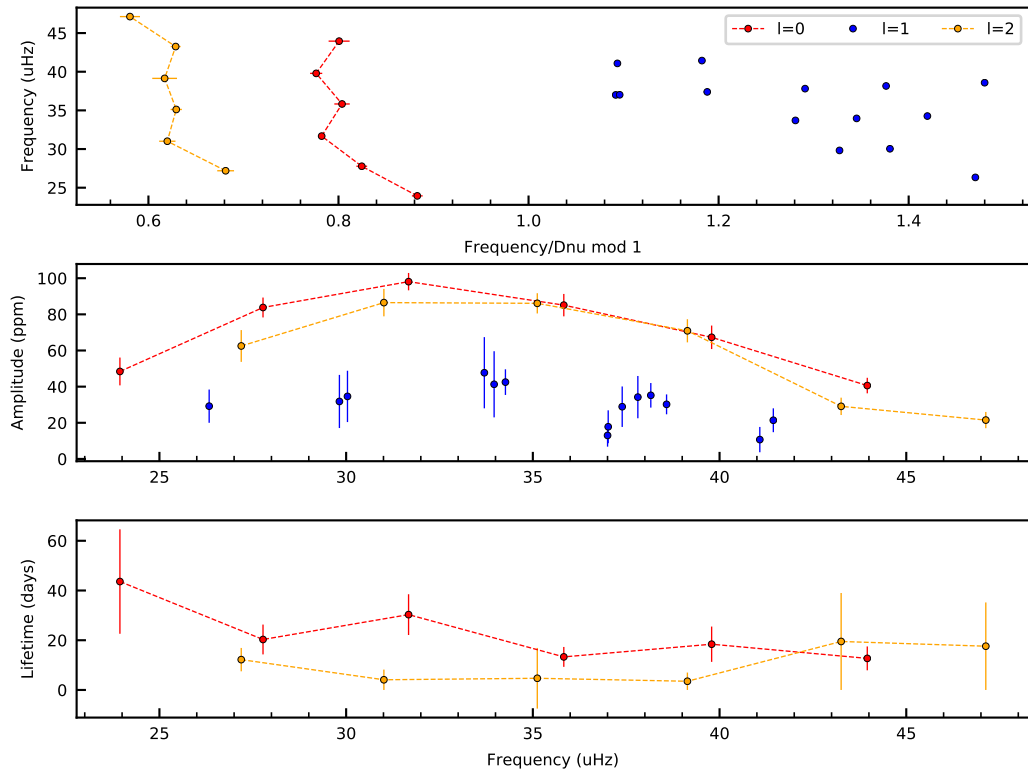 l=0 l=1 l=2
Frequency (uHz)
45
40
35
30
25
0.6 0.8 1.0 1.2 1.4
Frequency/Dnu mod 1
Amplitude (ppm)
100
80
60
40
20
0
25 30 35 40 45
Lifetime (days)
60
40
20
0
25 30 35 40 45
Frequency (uHz)